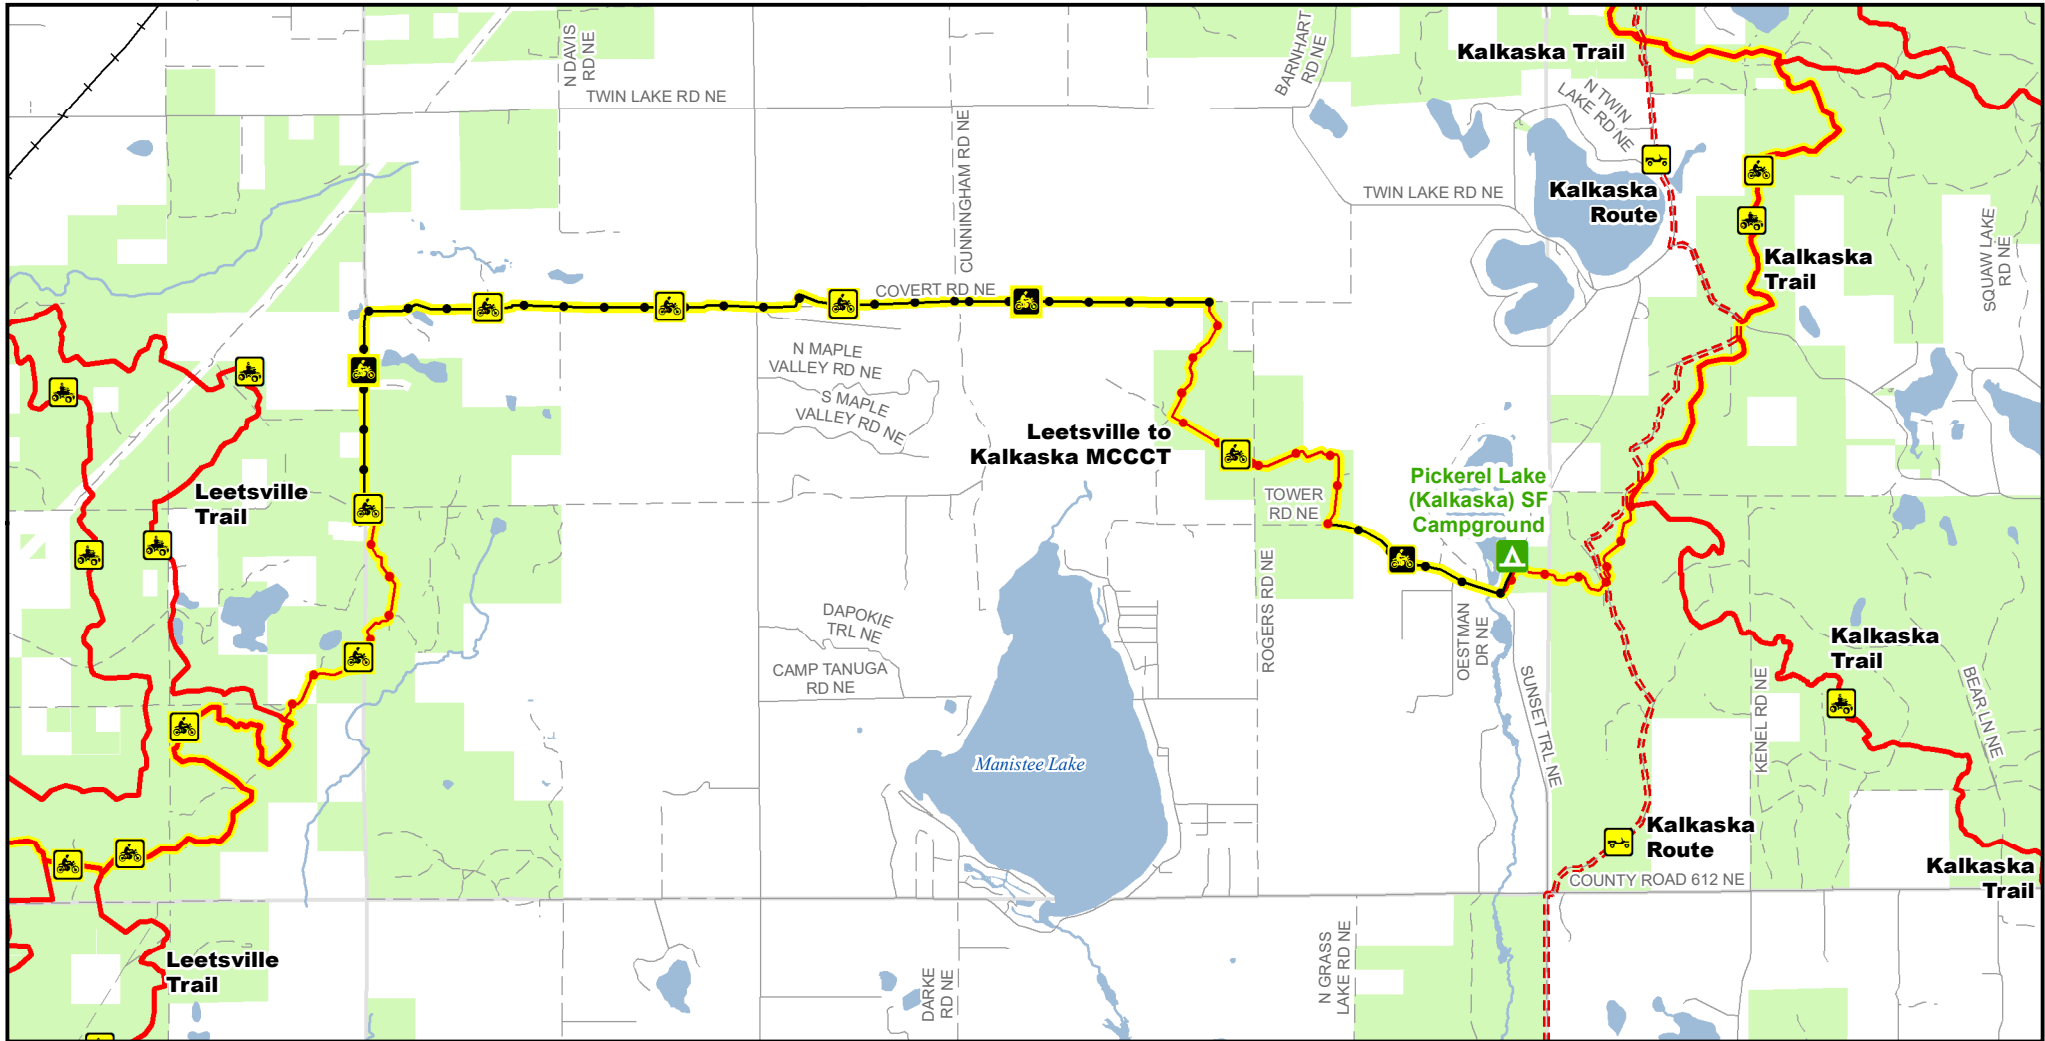 Kalkaska Trail
N DAVIS
RD NE
BARNHART
RD NE
TWIN LAKE RD NE
N TWIN
LAKE RD NE
CUNNINGHAM RD NE
TWIN LAKE RD NE
Kalkaska
Route
SQUAW LAKE
RD NE
Kalkaska
Trail
COVERT RD NE
N MAPLE
VALLEY RD NE
S MAPLE
VALLEY RD NE
Leetsville to
Kalkaska MCCCT
Leetsville
Trail
TOWER
RD NE
Pickerel Lake
(Kalkaska) SF
Campground
ROGERS RD NE
DAPOKIE
TRL NE
OESTMAN
DR NE
CAMP TANUGA
RD NE
SUNSET TRL NE
Kalkaska
Trail
KENEL RD NE
BEAR LN NE
Manistee Lake
Kalkaska
Route
COUNTY ROAD 612 NE
Kalkaska
Trail
Leetsville
Trail
DARKE
RD NE
N GRASS
LAKE RD NE